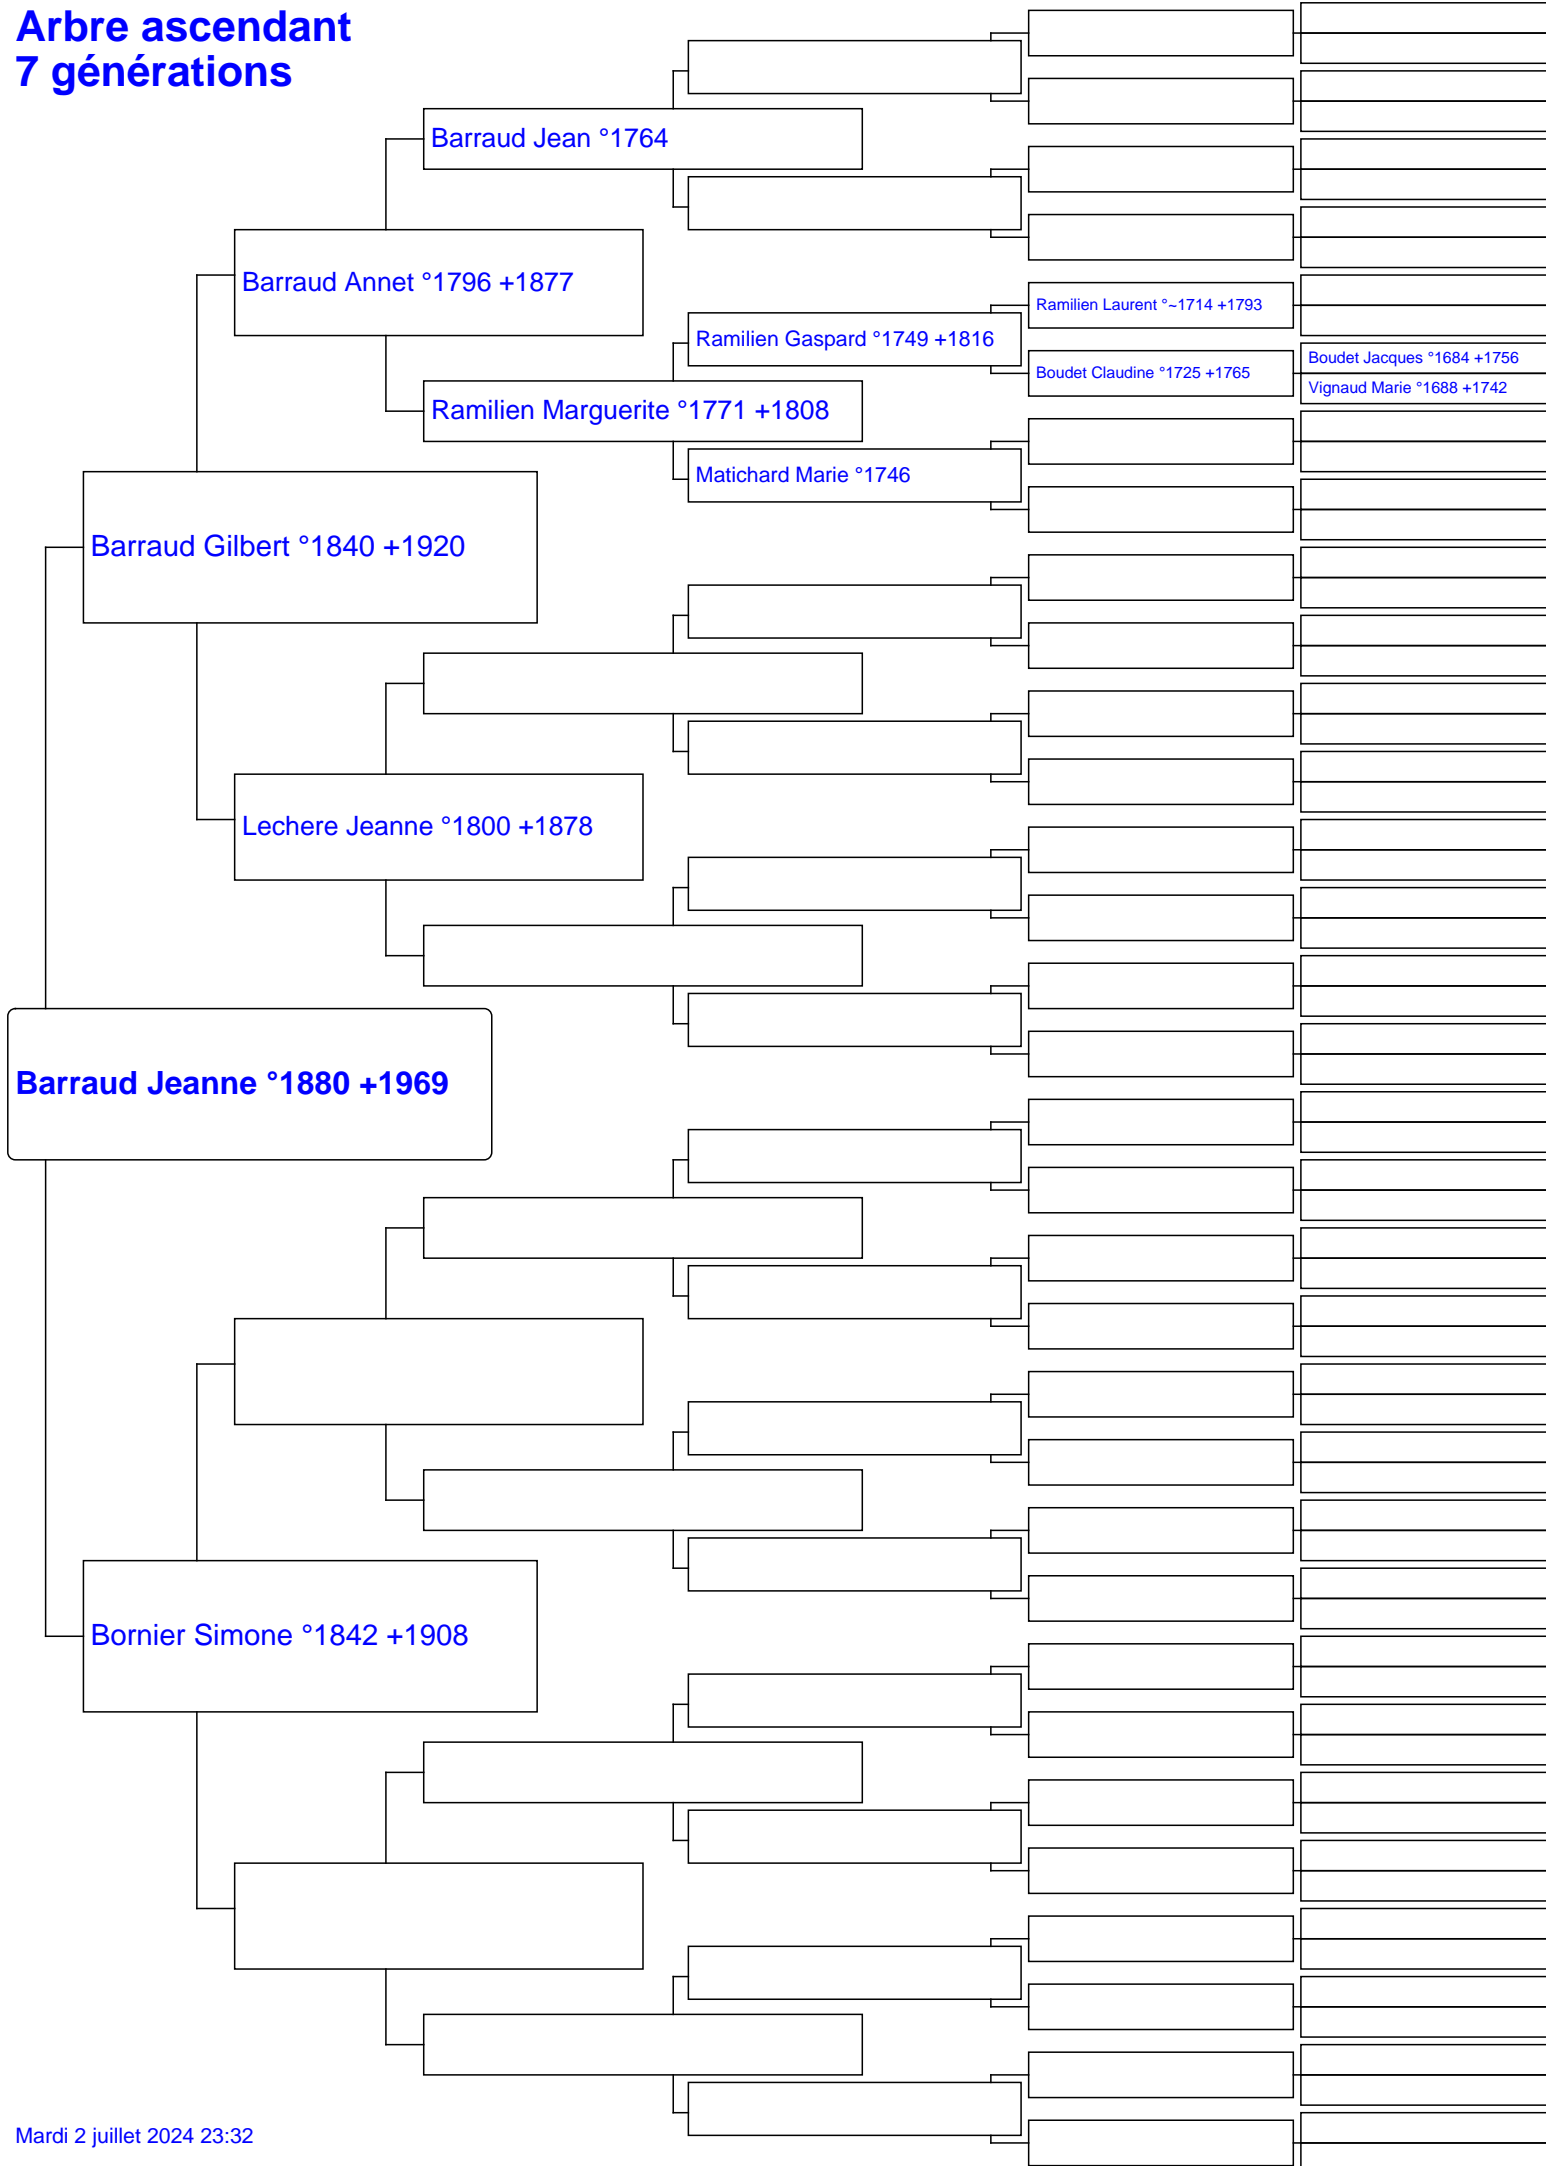 Arbre ascendant
7 générations
Barraud Jean °1764
Barraud Annet °1796 +1877
Ramilien Laurent °~1714 +1793
Ramilien Gaspard °1749 +1816
Boudet Jacques °1684 +1756
Boudet Claudine °1725 +1765
Vignaud Marie °1688 +1742
Ramilien Marguerite °1771 +1808
Matichard Marie °1746
Barraud Gilbert °1840 +1920
Lechere Jeanne °1800 +1878
Barraud Jeanne °1880 +1969
Bornier Simone °1842 +1908
Mardi 2 juillet 2024 23:32